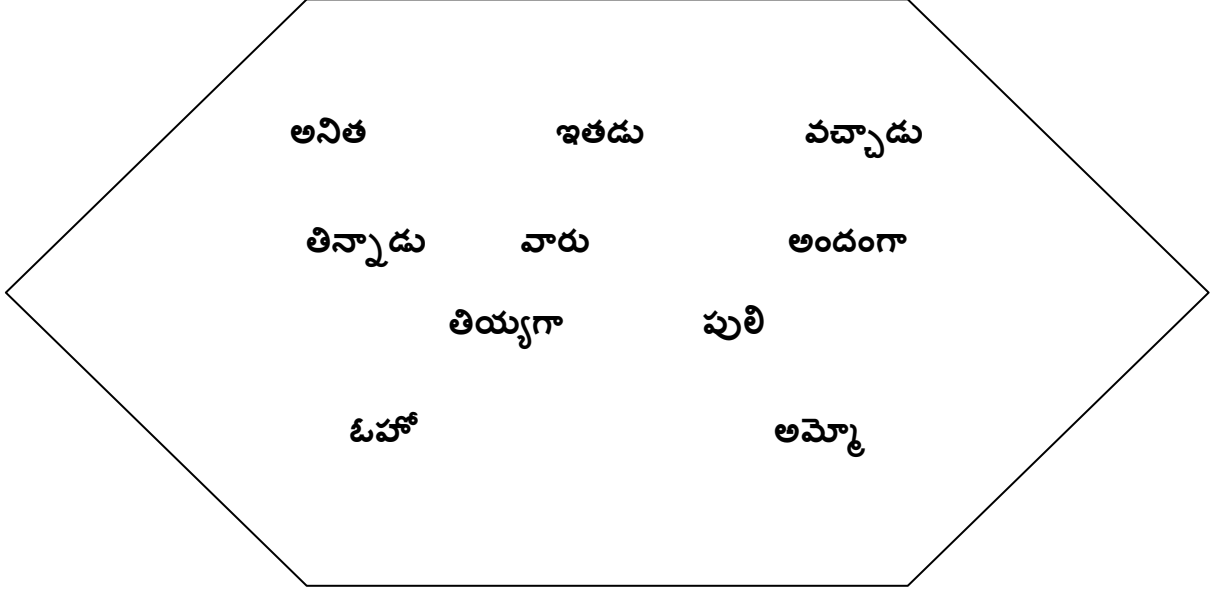 అనిత ఇతడు వచ్చాడు
తిన్నాడు వారు అందంగా
తియ్యగా పులి
ఓహో అమ్మో